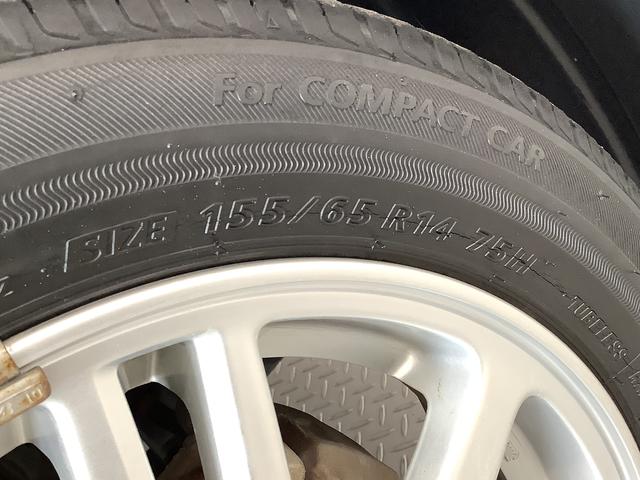 For COMPACT CAR
SIZE 155/65 R14 75H TUBELESS